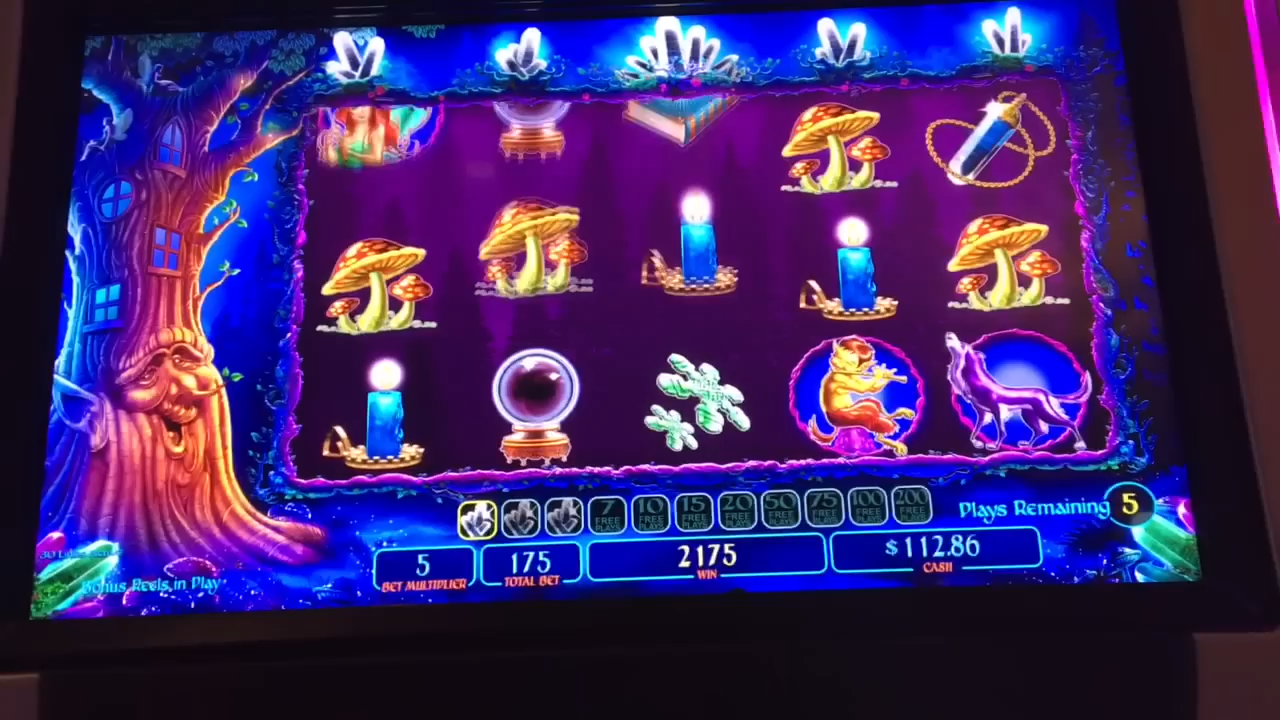 7 FREE PLAYS
10 FREE PLAYS
15 FREE PLAYS
20 FREE PLAYS
50 FREE PLAYS
75 FREE PLAYS
100 FREE PLAYS
200 FREE PLAYS
Plays Remaining 5
Bonus Reels in Play
5
BET MULTIPLIER
175
TOTAL BET
2175
WIN
$112.86
CASH